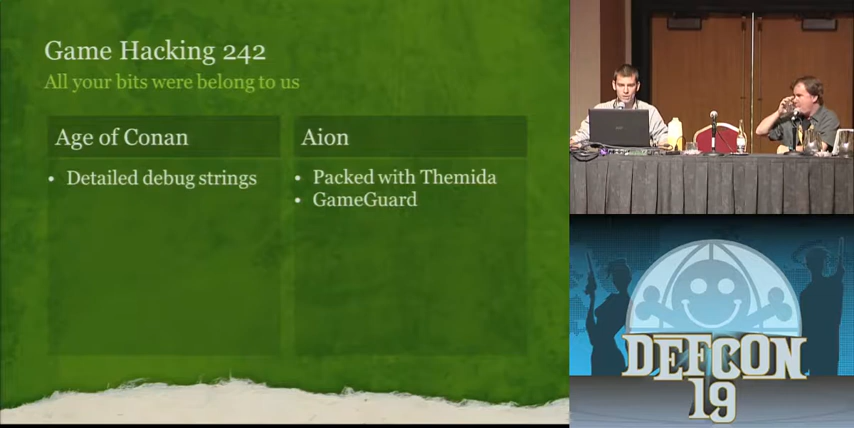 Game Hacking 242
All your bits were belong to us
Age of Conan
• Detailed debug strings
Aion
• Packed with Themida
• GameGuard
DEFCON
19